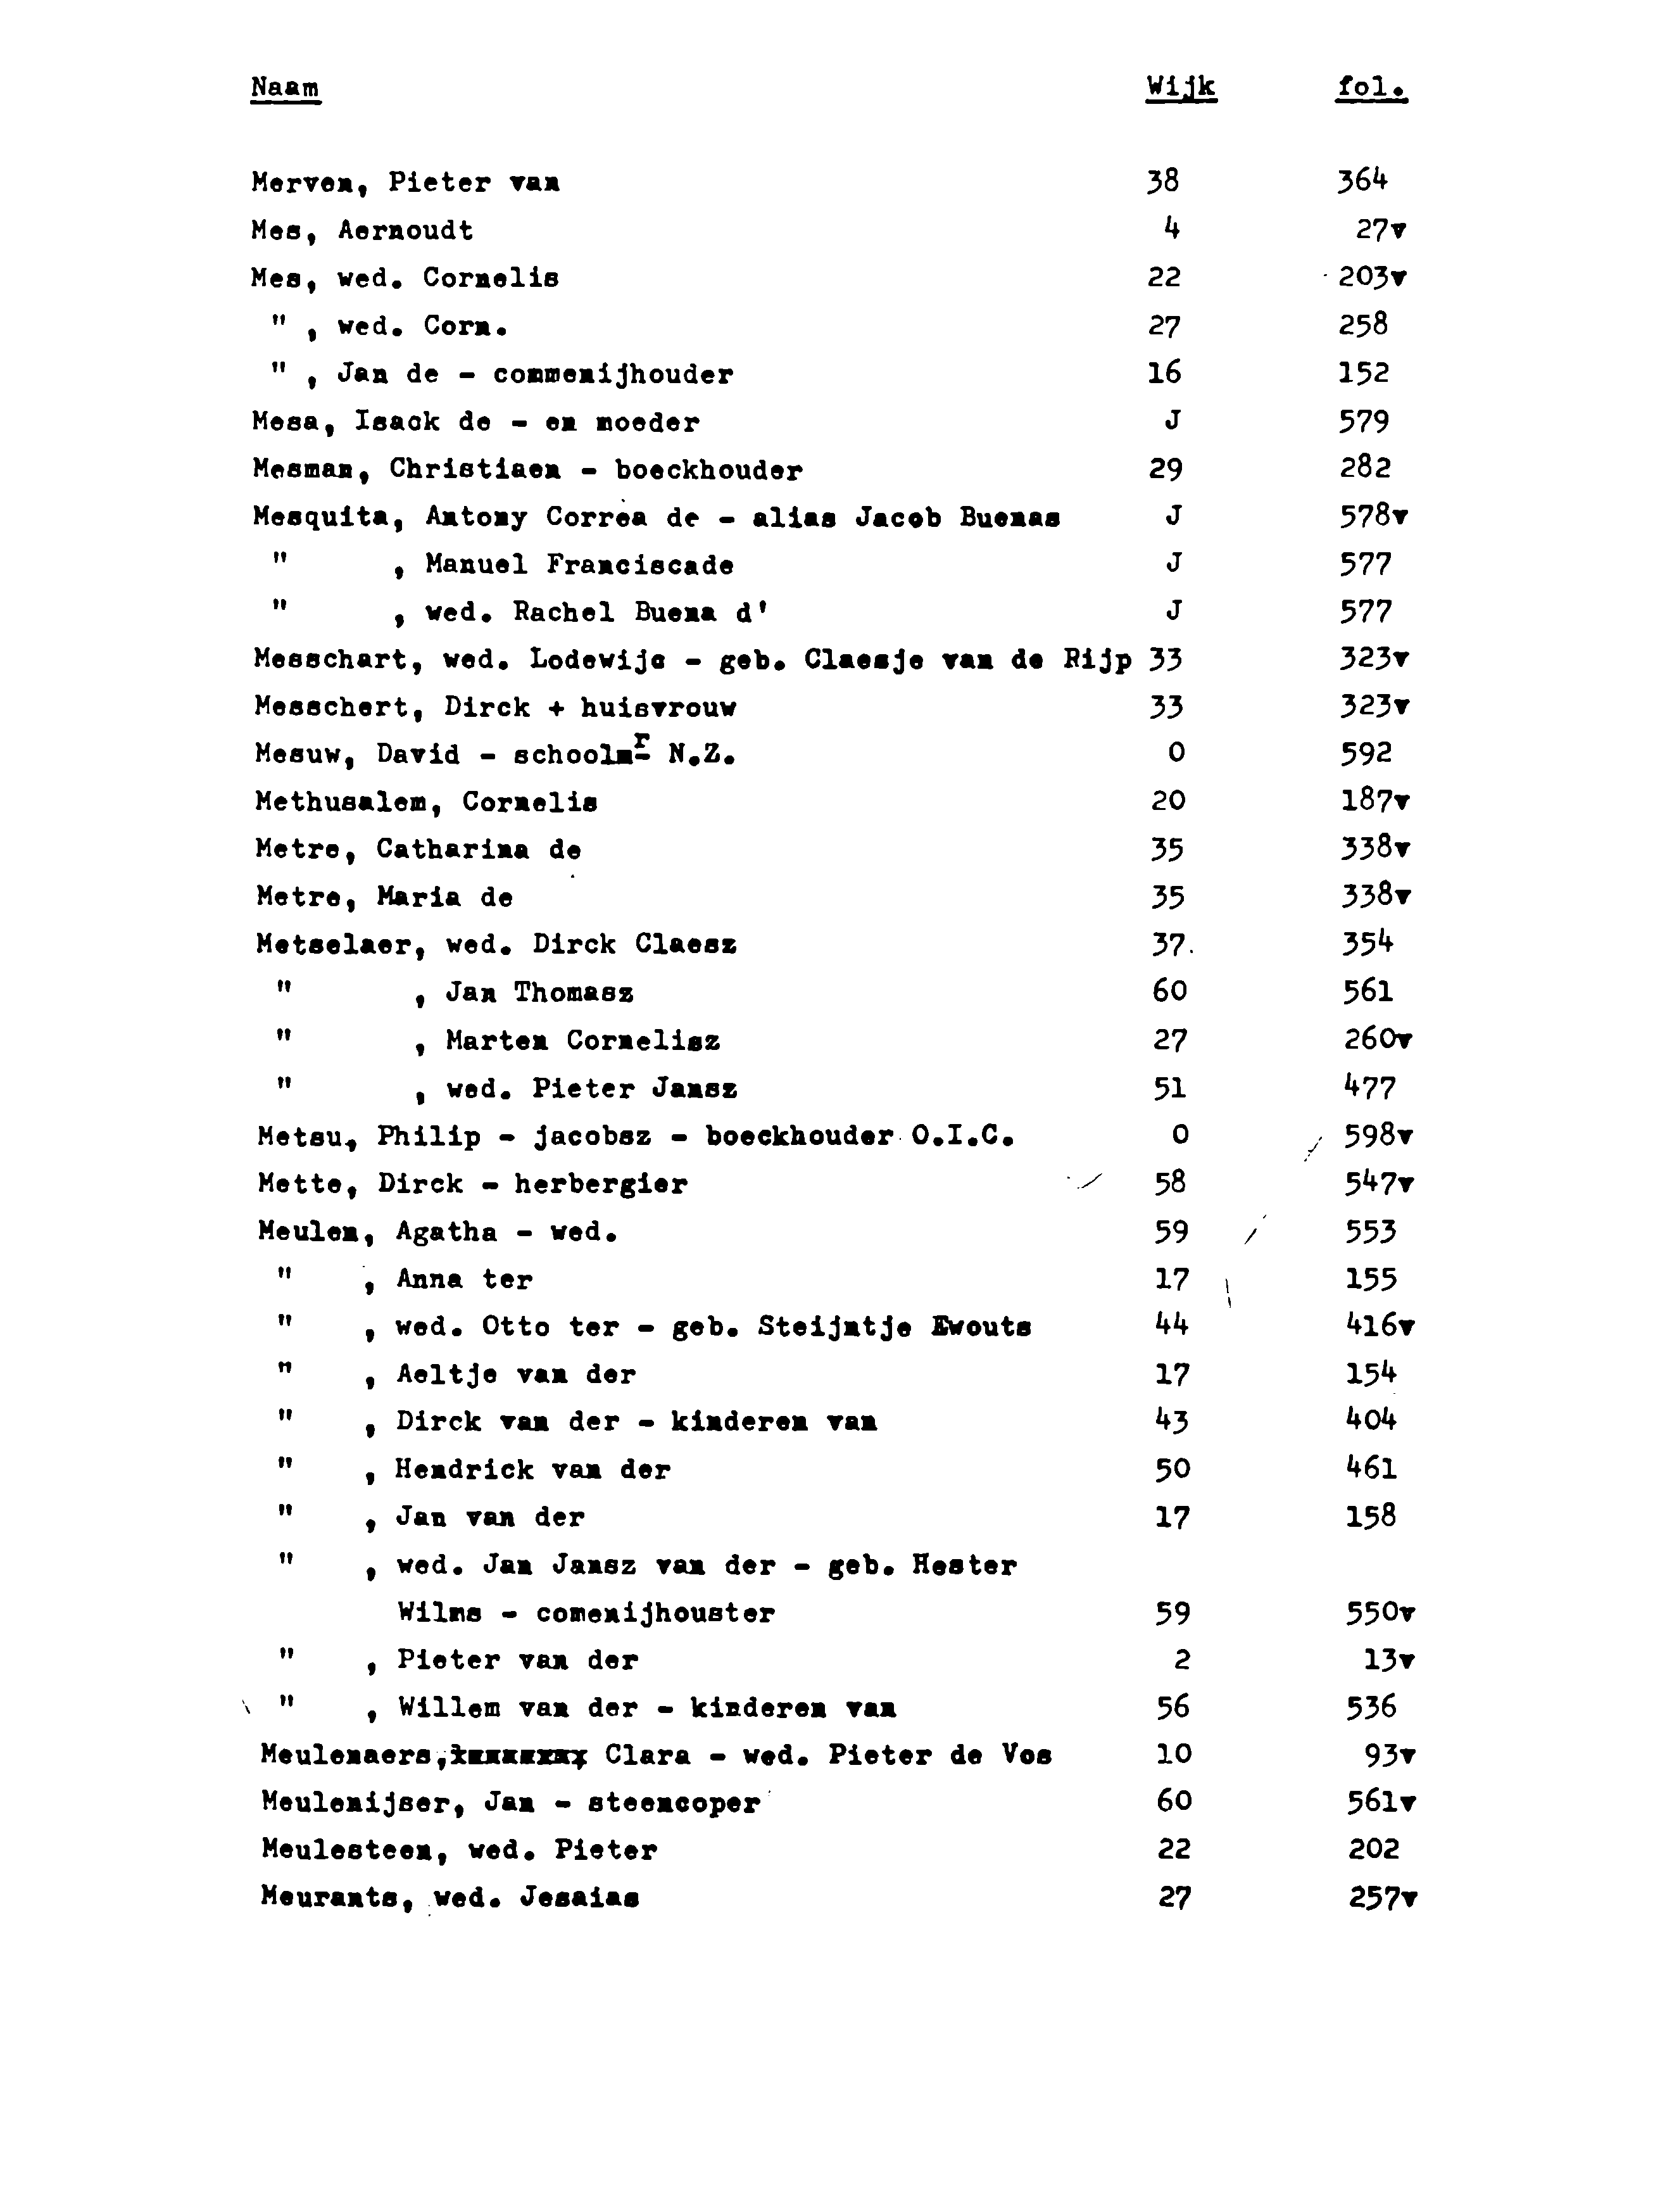 Naam Wijk fol.
Merven, Pieter van 38 364
Mes, Aernoudt 4 27v
Mes, wed. Cornelis 22 203v
" , wed. Corn. 27 258
" , Jan de - commenijhouder 16 152
Mesa, Isack de - en moeder J 579
Mesman, Christiaen - boeckhouder 29 282
Mesquita, Antony Correa de - alias Jacob Buenas J 578v
" , Manuel Franciscade J 577
" , wed. Rachel Buena d' J 577
Messchart, wed. Lodewijc - geb. Claesje van de Rijp 33 323v
Messchert, Dirck + huisvrouw 33 323v
Mesuw, David - schoolmr N.Z. O 592
Methusalem, Cornelis 20 187v
Metre, Catharina de 35 338v
Metre, Maria de 35 338v
Metselaer, wed. Dirck Claesz 37. 354
" , Jan Thomasz 60 561
" , Marten Cornelisz 27 260v
" , wed. Pieter Jansz 51 477
Metsu, Philip - jacobsz - boeckhouder O.I.C. O 598v
Mette, Dirck - herbergier 58 547v
Meulen, Agatha - wed. 59 553
" , Anna ter 17 155
" , wed. Otto ter - geb. Steijntje Ewouts 44 416v
" , Aeltje van der 17 154
" , Dirck van der - kinderen van 43 404
" , Hendrick van der 50 461
" , Jan van der 17 158
" , wed. Jan Jansz van der - geb. Hester
Wilms - comenijhouster 59 550v
" , Pieter van der 2 13v
" , Willem van der - kinderen van 56 536
Meulenaers, Clara - wed. Pieter de Vos 10 93v
Meulenijser, Jan - steencoper 60 561v
Meulesteen, wed. Pieter 22 202
Meurants, wed. Jesaias 27 257v